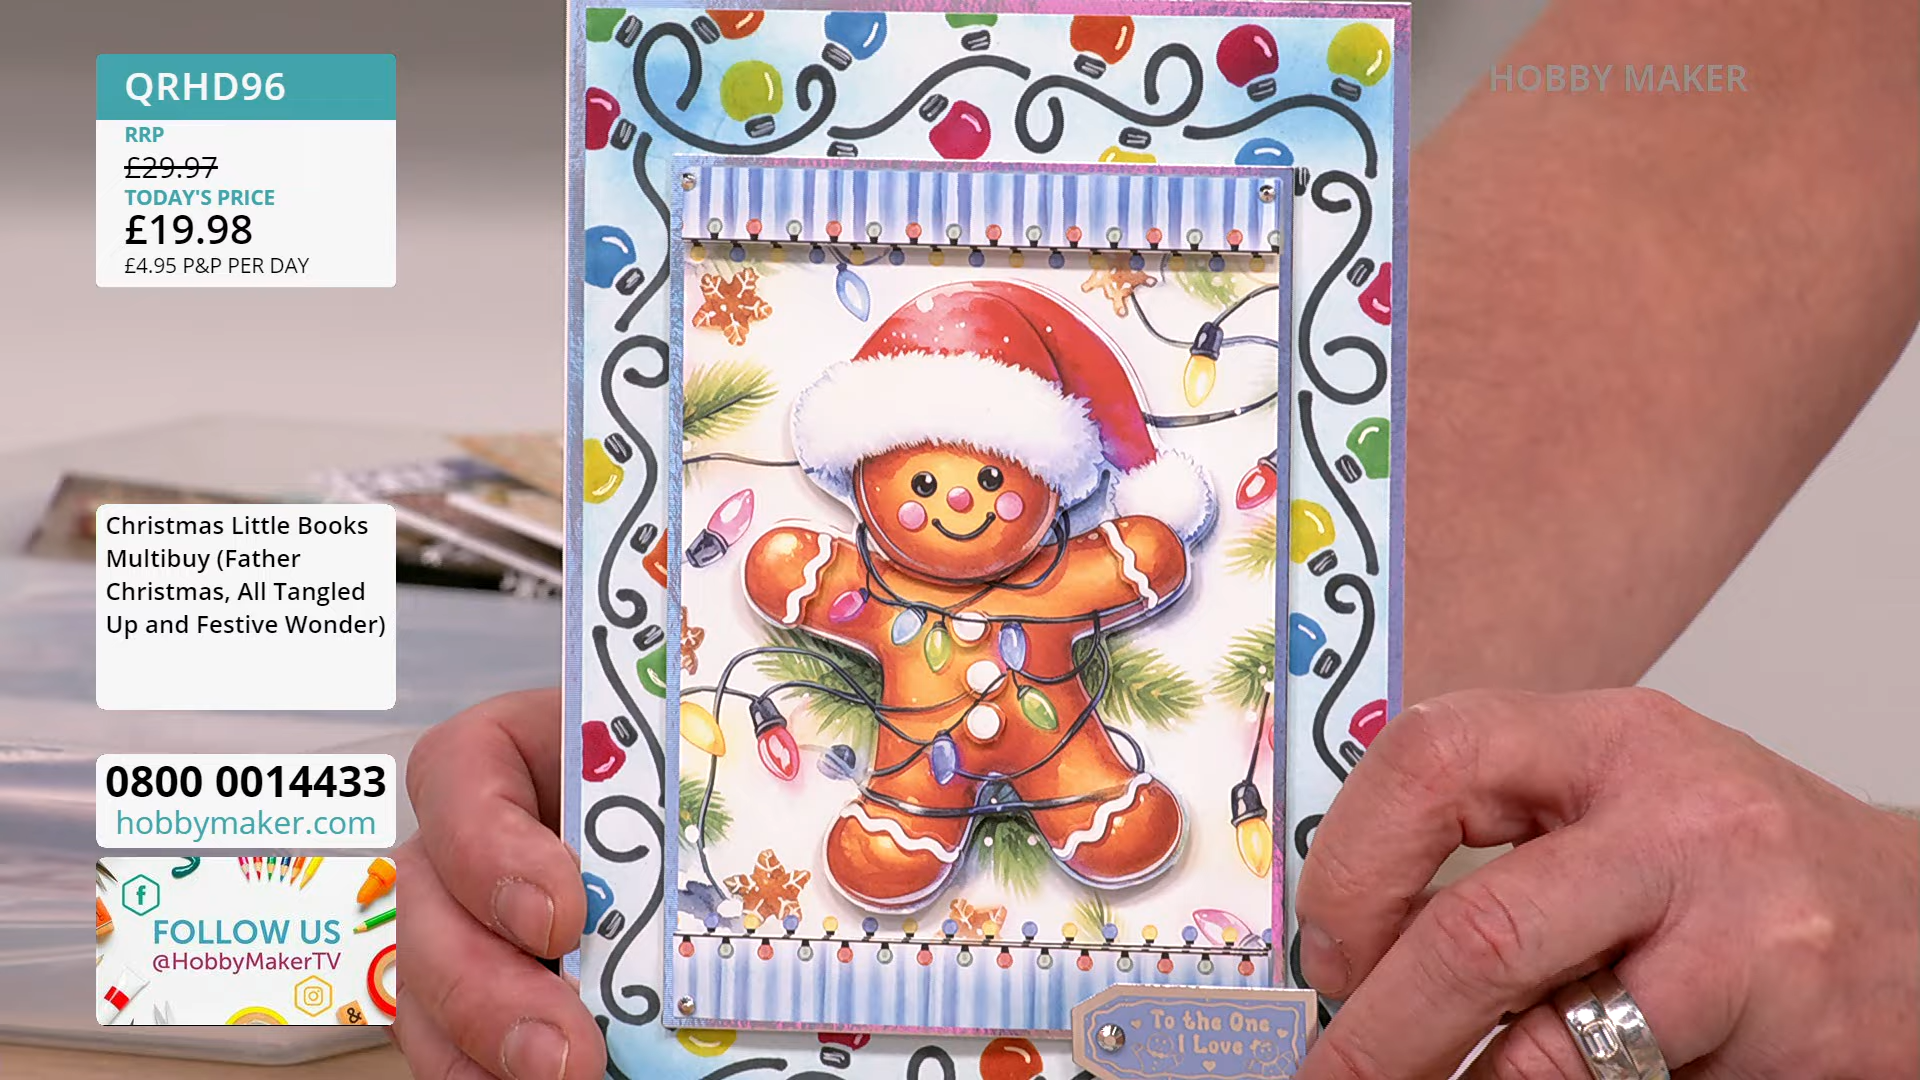 QRHD96
RRP
£29.97
TODAY'S PRICE
£19.98
£4.95 P&P PER DAY
HOBBY MAKER
Christmas Little Books
Multibuy (Father
Christmas, All Tangled
Up and Festive Wonder)
0800 0014433
hobbymaker.com
FOLLOW US
@HobbyMakerTV
&
To the One
I Love